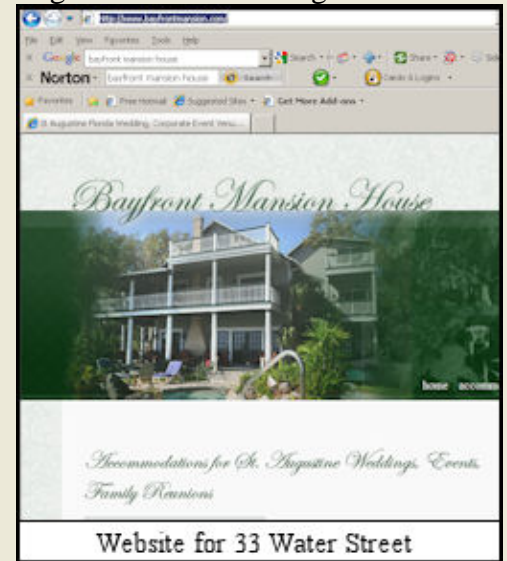 http://www.bayfrontmansion.com/
File Edit View Favorites Tools Help
Google bayfront mansion house Search Share
Norton bayfront mansion house Search Cards & Logins
Favorites Free Hotmail Suggested Sites Get More Add-ons
St Augustine Florida Wedding, Corporate Event Venu...
Bayfront Mansion House
home
Accommodations for St. Augustine Weddings, Events,
Family Reunions
Website for 33 Water Street